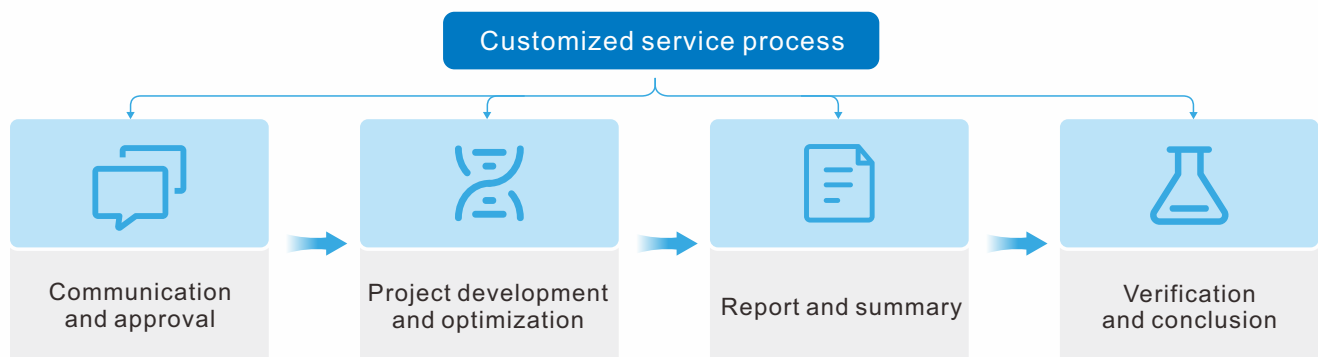 Customized service process
Communication
and approval
Project development
and optimization
Report and summary
Verification
and conclusion